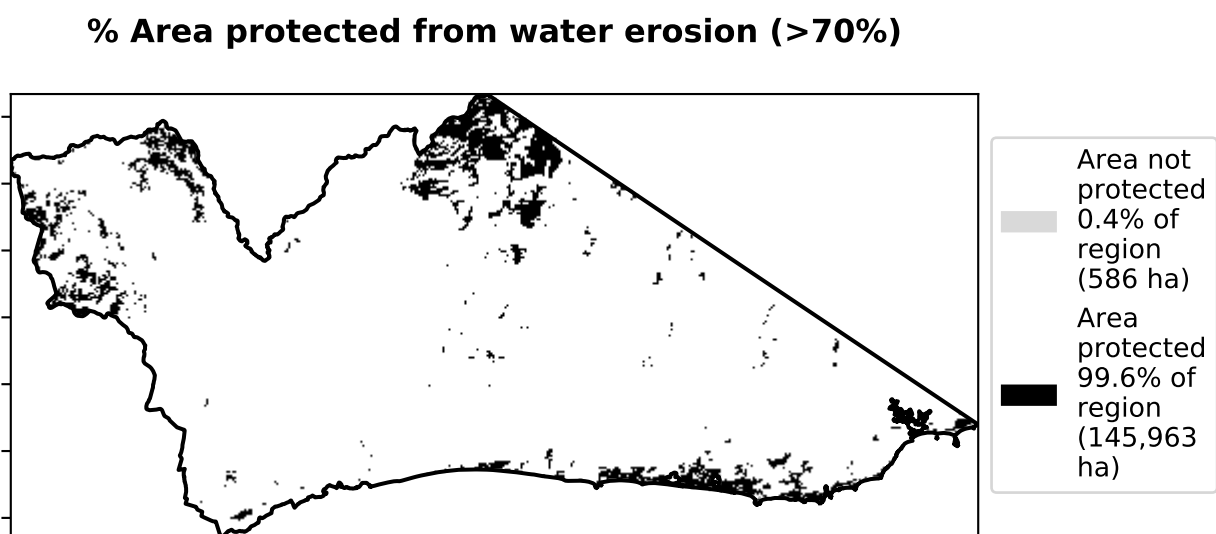 % Area protected from water erosion (>70%)
Area not
protected
0.4% of
region
(586 ha)
Area
protected
99.6% of
region
(145,963
ha)